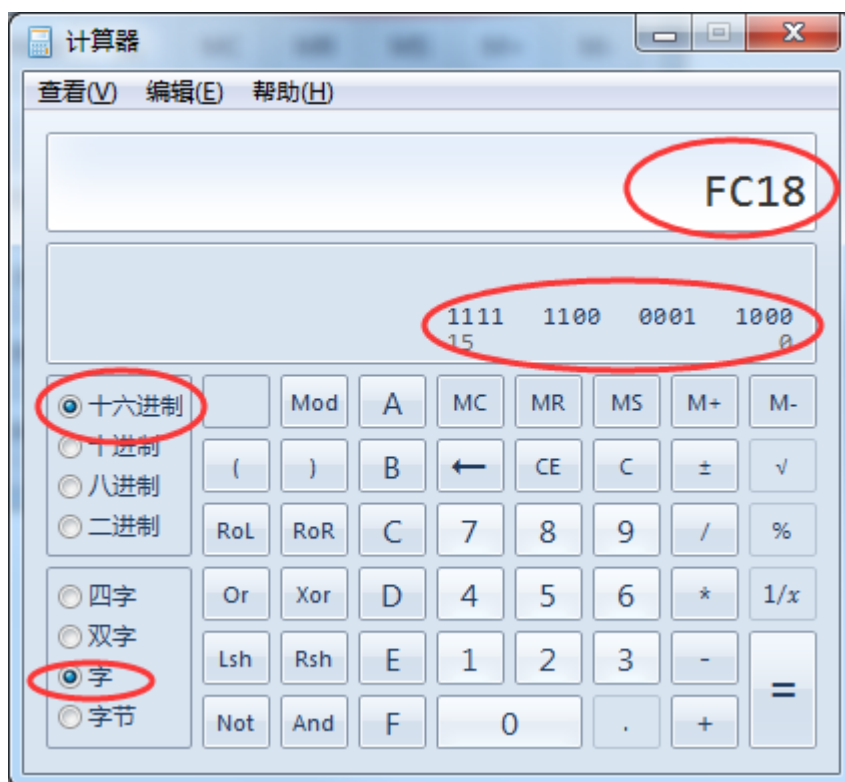 计算器
查看(V) 编辑(E) 帮助(H)
FC18
1111 1100 0001 1000
15 0
十六进制 Mod A MC MR MS M+ M-
十进制
八进制 ( ) B ← CE C ± √
二进制 RoL RoR C 7 8 9 / %
四字 Or Xor D 4 5 6 * 1/x
双字
字 Lsh Rsh E 1 2 3 - =
字节 Not And F 0 . +